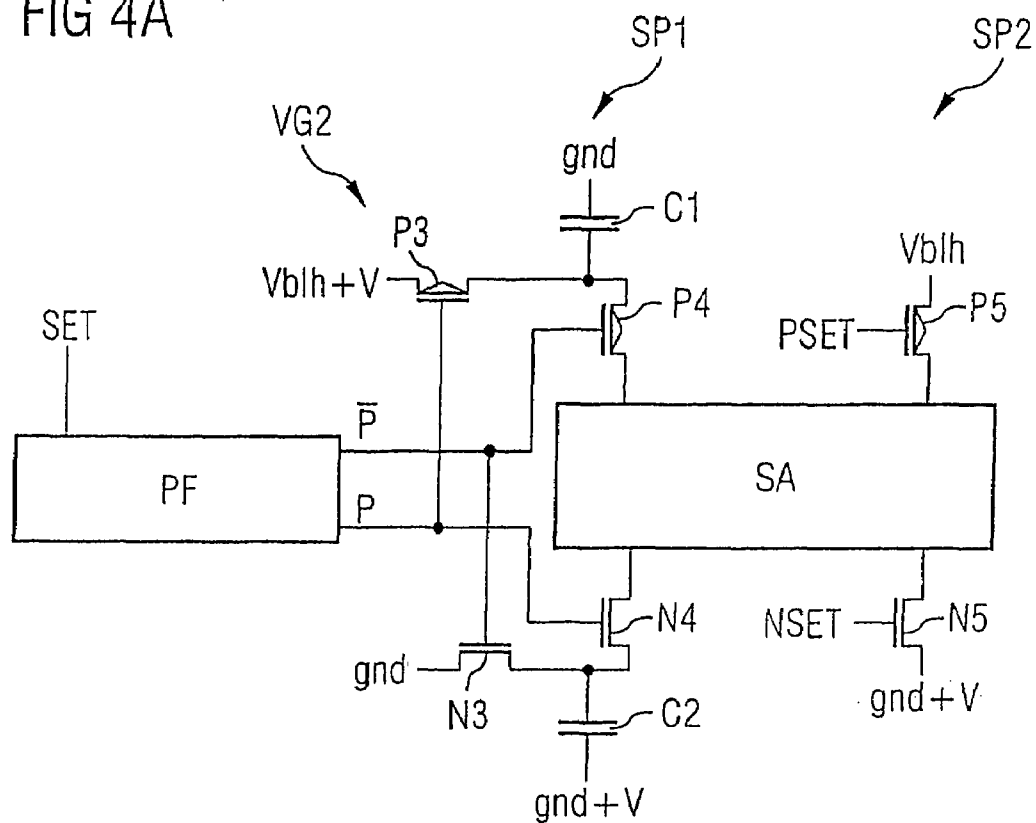 FIG 4A
SP1
SP2
VG2
gnd
C1
P3
Vblh+V
P4
Vblh
PSET
P5
SET
P̅
PF
P
SA
N4
NSET
N5
gnd
N3
gnd+V
C2
gnd+V